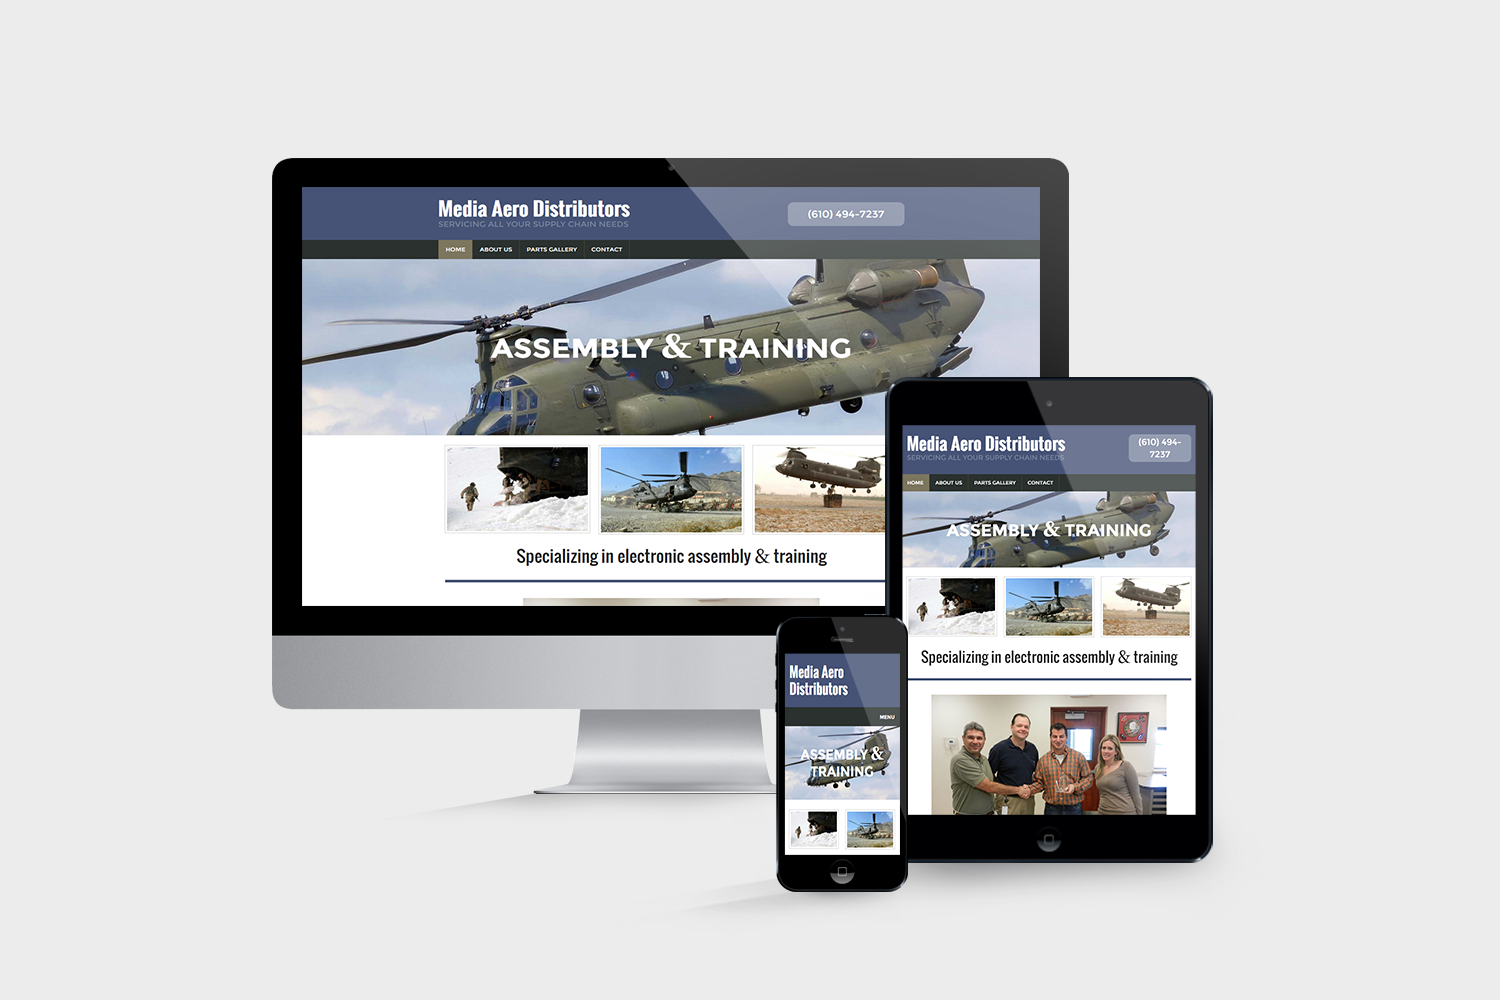 Media Aero Distributors
SERVICING ALL YOUR SUPPLY CHAIN NEEDS
(610) 494-7237
HOME ABOUT US PARTS GALLERY CONTACT
ASSEMBLY & TRAINING
Specializing in electronic assembly & training
Media Aero Distributors
SERVICING ALL YOUR SUPPLY CHAIN NEEDS
(610) 494-
7237
HOME ABOUT US PARTS GALLERY CONTACT
ASSEMBLY & TRAINING
Specializing in electronic assembly & training
Media Aero
Distributors
MENU
ASSEMBLY &
TRAINING